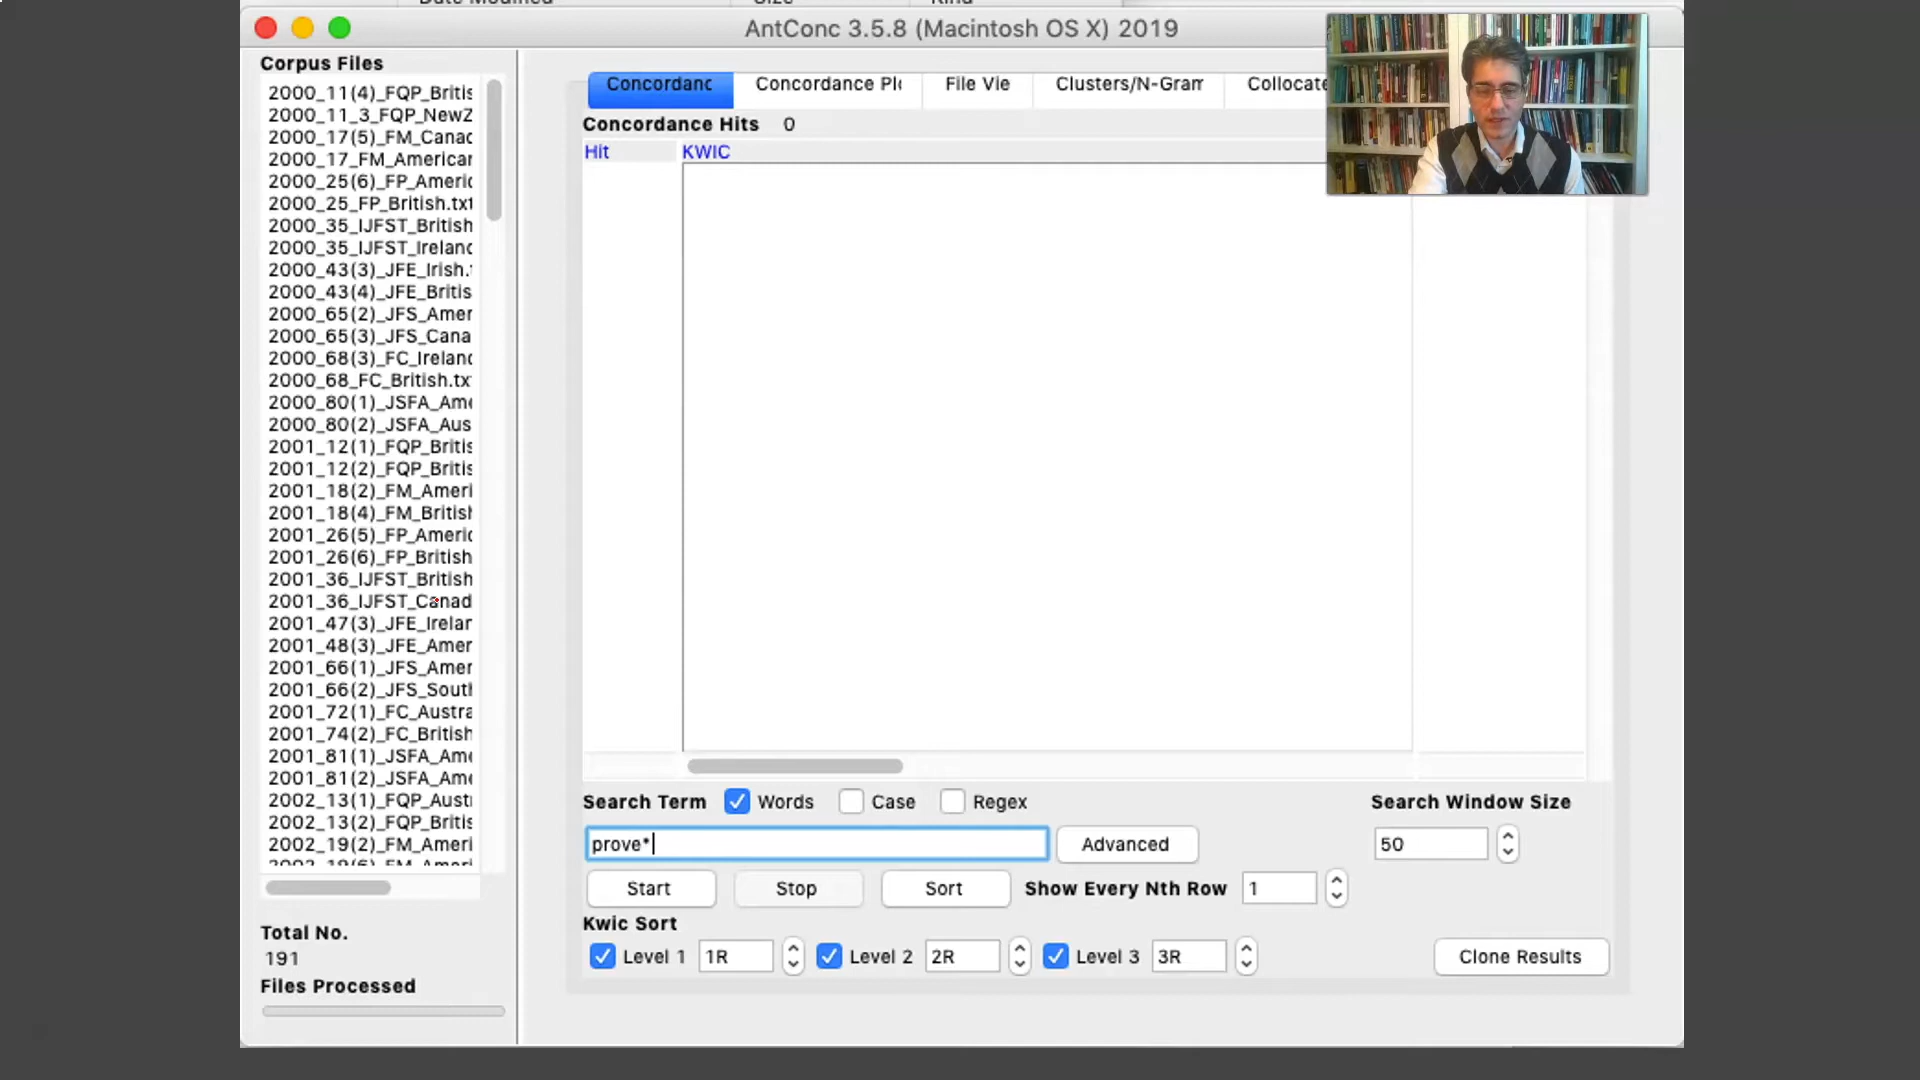 AntConc 3.5.8 (Macintosh OS X) 2019
Corpus Files
2000_11(4)_FQP_Britis
2000_11_3_FQP_NewZ
2000_17(5)_FM_Canac
2000_17_FM_American
2000_25(6)_FP_Americ
2000_25_FP_British.txt
2000_35_IJFST_British
2000_35_IJFST_Ireland
2000_43(3)_JFE_Irish.
2000_43(4)_JFE_Britis
2000_65(2)_JFS_Amer
2000_65(3)_JFS_Cana
2000_68(3)_FC_Ireland
2000_68_FC_British.tx
2000_80(1)_JSFA_Ame
2000_80(2)_JSFA_Aus
2001_12(1)_FQP_Britis
2001_12(2)_FQP_Britis
2001_18(2)_FM_Ameri
2001_18(4)_FM_British
2001_26(5)_FP_Americ
2001_26(6)_FP_British
2001_36_IJFST_British
2001_36_IJFST_Canad
2001_47(3)_JFE_Irelar
2001_48(3)_JFE_Amer
2001_66(1)_JFS_Amer
2001_66(2)_JFS_South
2001_72(1)_FC_Austra
2001_74(2)_FC_British
2001_81(1)_JSFA_Ame
2001_81(2)_JSFA_Ame
2002_13(1)_FQP_Austr
2002_13(2)_FQP_Britis
2002_19(2)_FM_Ameri
Total No.
191
Files Processed
Concordanc Concordance Plo File Vie Clusters/N-Gram Collocate
Concordance Hits 0
Hit KWIC
Search Term Words Case Regex Search Window Size
prove* Advanced 50
Start Stop Sort Show Every Nth Row 1
Kwic Sort
Level 1 1R Level 2 2R Level 3 3R Clone Results